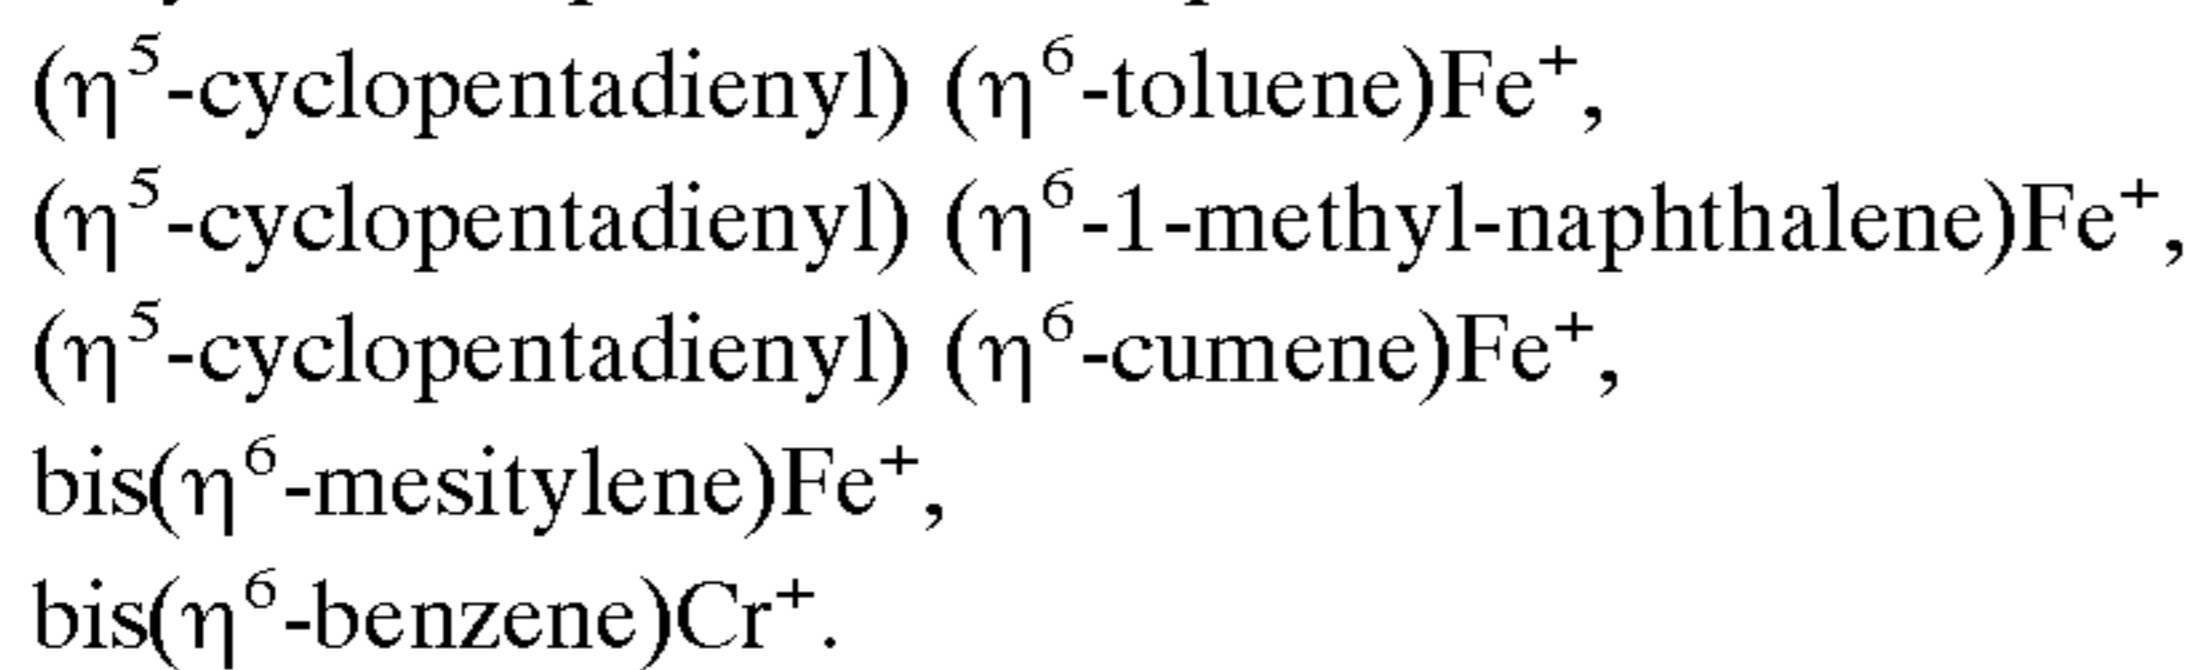 (η⁵-cyclopentadienyl) (η⁶-toluene)Fe⁺,
(η⁵-cyclopentadienyl) (η⁶-1-methyl-naphthalene)Fe⁺,
(η⁵-cyclopentadienyl) (η⁶-cumene)Fe⁺,
bis(η⁶-mesitylene)Fe⁺,
bis(η⁶-benzene)Cr⁺.